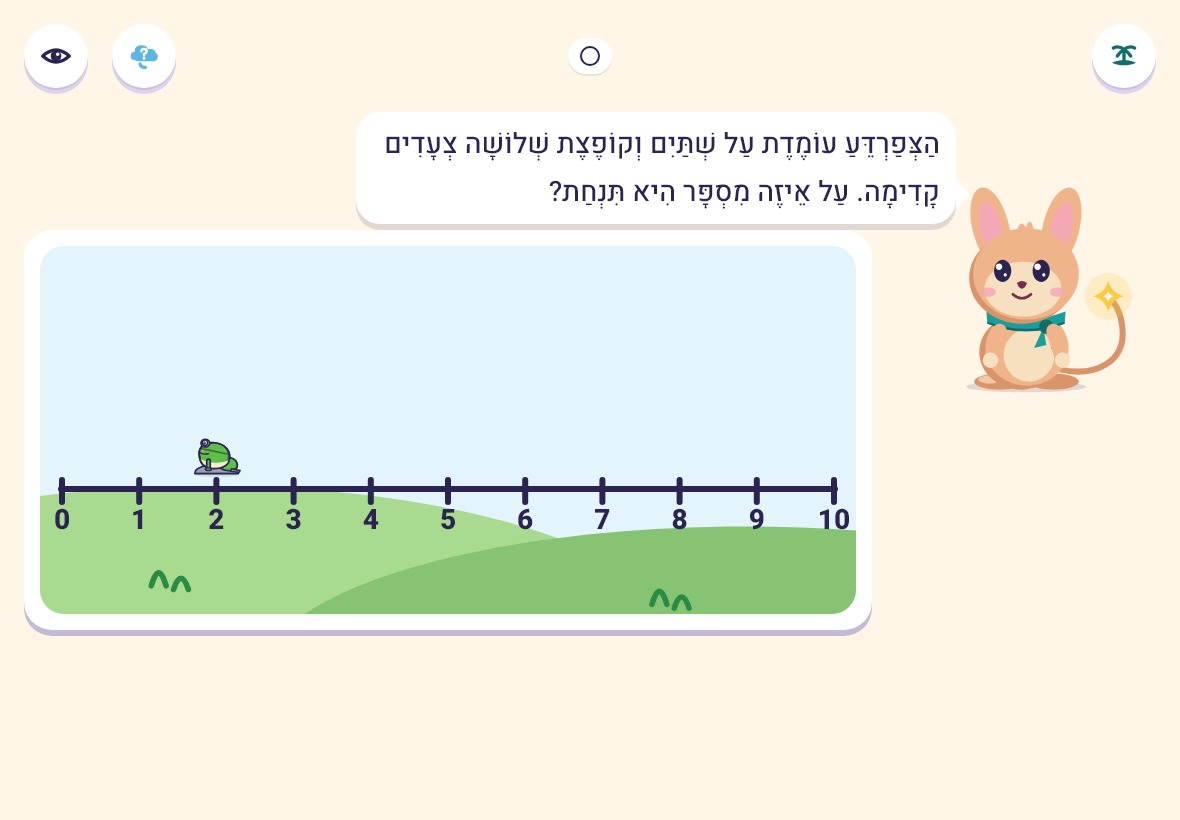 ?
הַצְּפַרְדֵּעַ עוֹמֶדֶת עַל שְׁתַּיִם וְקוֹפֶצֶת שְׁלוֹשָׁה צְעָדִים
קָדִימָה. עַל אֵיזֶה מִסְפָּר הִיא תִּנְחַת?
0 1 2 3 4 5 6 7 8 9 10